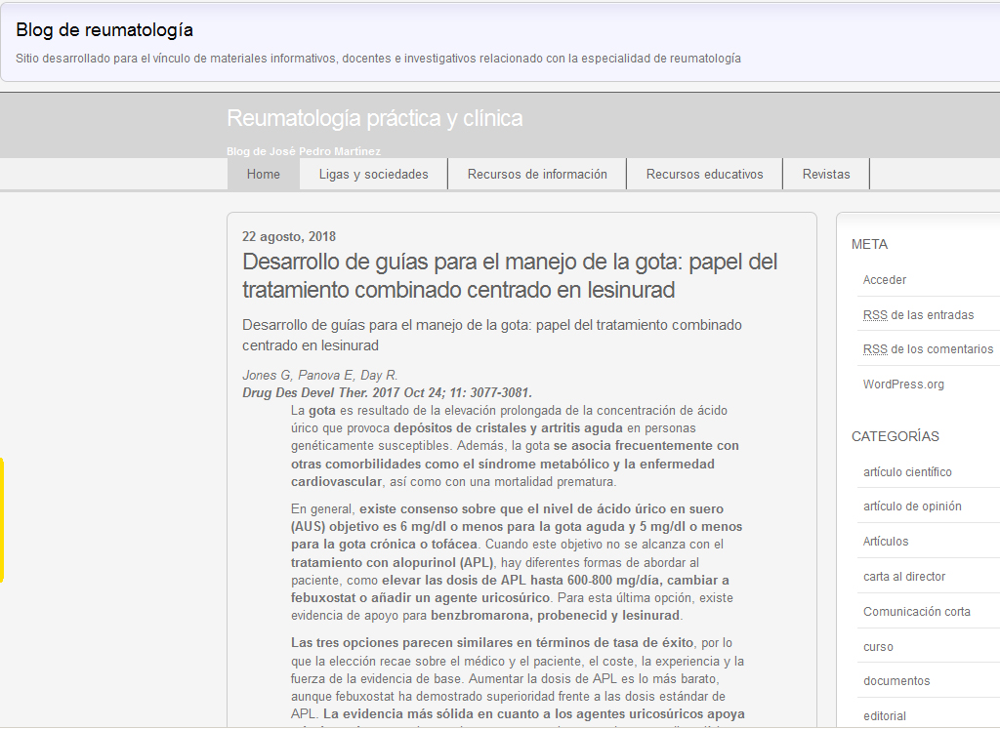 Blog de reumatología
Sitio desarrollado para el vínculo de materiales informativos, docentes e investigativos relacionado con la especialidad de reumatología
Reumatología práctica y clínica
Blog de José Pedro Martínez
Home
Ligas y sociedades
Recursos de información
Recursos educativos
Revistas
22 agosto, 2018
Desarrollo de guías para el manejo de la gota: papel del
tratamiento combinado centrado en lesinurad
Desarrollo de guías para el manejo de la gota: papel del tratamiento combinado
centrado en lesinurad
Jones G, Panova E, Day R.
Drug Des Devel Ther. 2017 Oct 24; 11: 3077-3081.
La gota es resultado de la elevación prolongada de la concentración de ácido
úrico que provoca depósitos de cristales y artritis aguda en personas
genéticamente susceptibles. Además, la gota se asocia frecuentemente con
otras comorbilidades como el síndrome metabólico y la enfermedad
cardiovascular, así como con una mortalidad prematura.
En general, existe consenso sobre que el nivel de ácido úrico en suero
(AUS) objetivo es 6 mg/dl o menos para la gota aguda y 5 mg/dl o menos
para la gota crónica o tofácea. Cuando este objetivo no se alcanza con el
tratamiento con alopurinol (APL), hay diferentes formas de abordar al
paciente, como elevar las dosis de APL hasta 600-800 mg/día, cambiar a
febuxostat o añadir un agente uricosúrico. Para esta última opción, existe
evidencia de apoyo para benzbromarona, probenecid y lesinurad.
Las tres opciones parecen similares en términos de tasa de éxito, por lo
que la elección recae sobre el médico y el paciente, el coste, la experiencia y la
fuerza de la evidencia de base. Aumentar la dosis de APL es lo más barato,
aunque febuxostat ha demostrado superioridad frente a las dosis estándar de
APL. La evidencia más sólida en cuanto a los agentes uricosúricos apoya
META
Acceder
RSS de las entradas
RSS de los comentarios
WordPress.org
CATEGORÍAS
artículo científico
artículo de opinión
Artículos
carta al director
Comunicación corta
curso
documentos
editorial